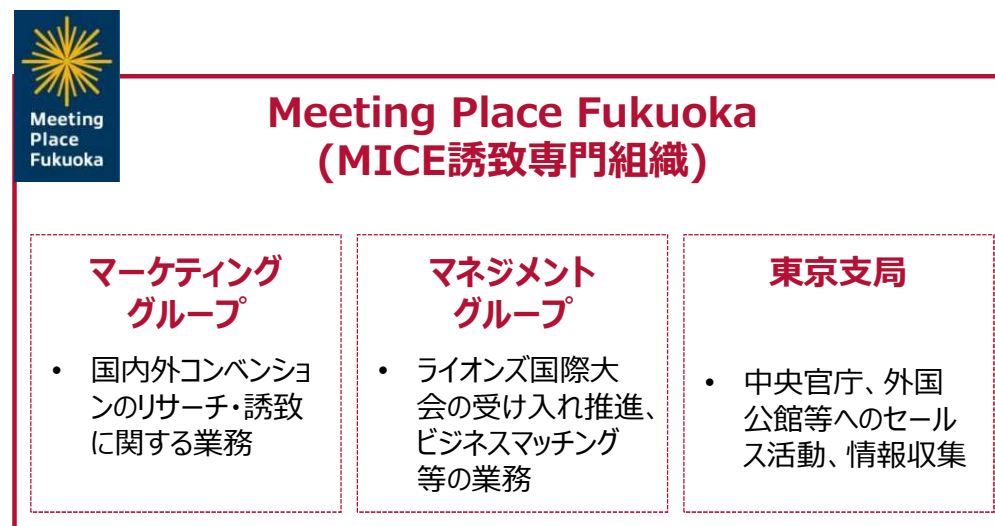 Meeting
Place
Fukuoka
Meeting Place Fukuoka
(MICE誘致専門組織)
マーケティング
グループ
• 国内外コンベンショ
ンのリサーチ・誘致
に関する業務
マネジメント
グループ
• ライオンズ国際大
会の受け入れ推進、
ビジネスマッチング
等の業務
東京支局
• 中央官庁、外国
公館等へのセール
ス活動、情報収集